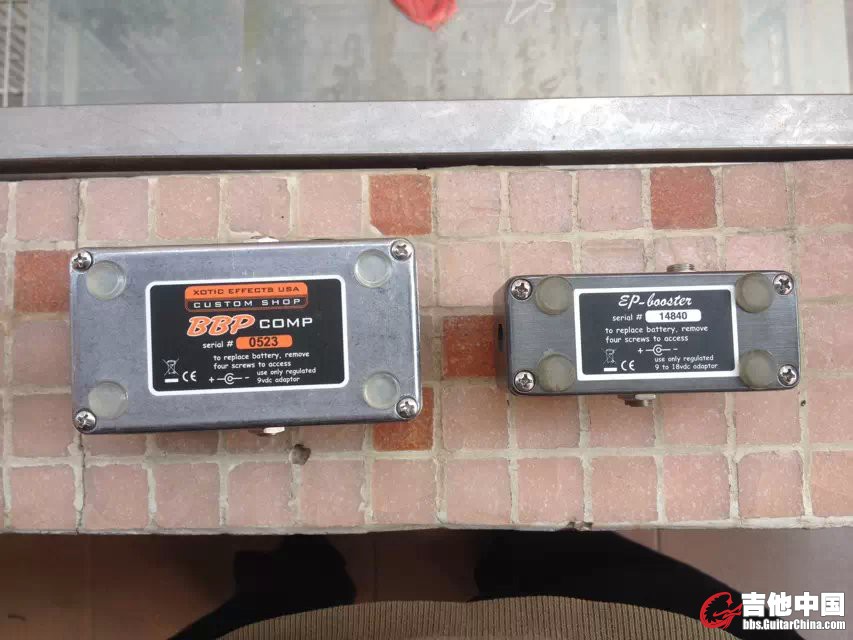 XOTIC EFFECTS USA
CUSTOM SHOP
BBP COMP
serial # 0523
to replace battery, remove
four screws to access
use only regulated
9vdc adaptor
CE
+ -
EP-booster
serial # 14840
to replace battery, remove
four screws to access
+ -
CE
use only regulated
9 to 18vdc adaptor
吉他中国
bbs.GuitarChina.com